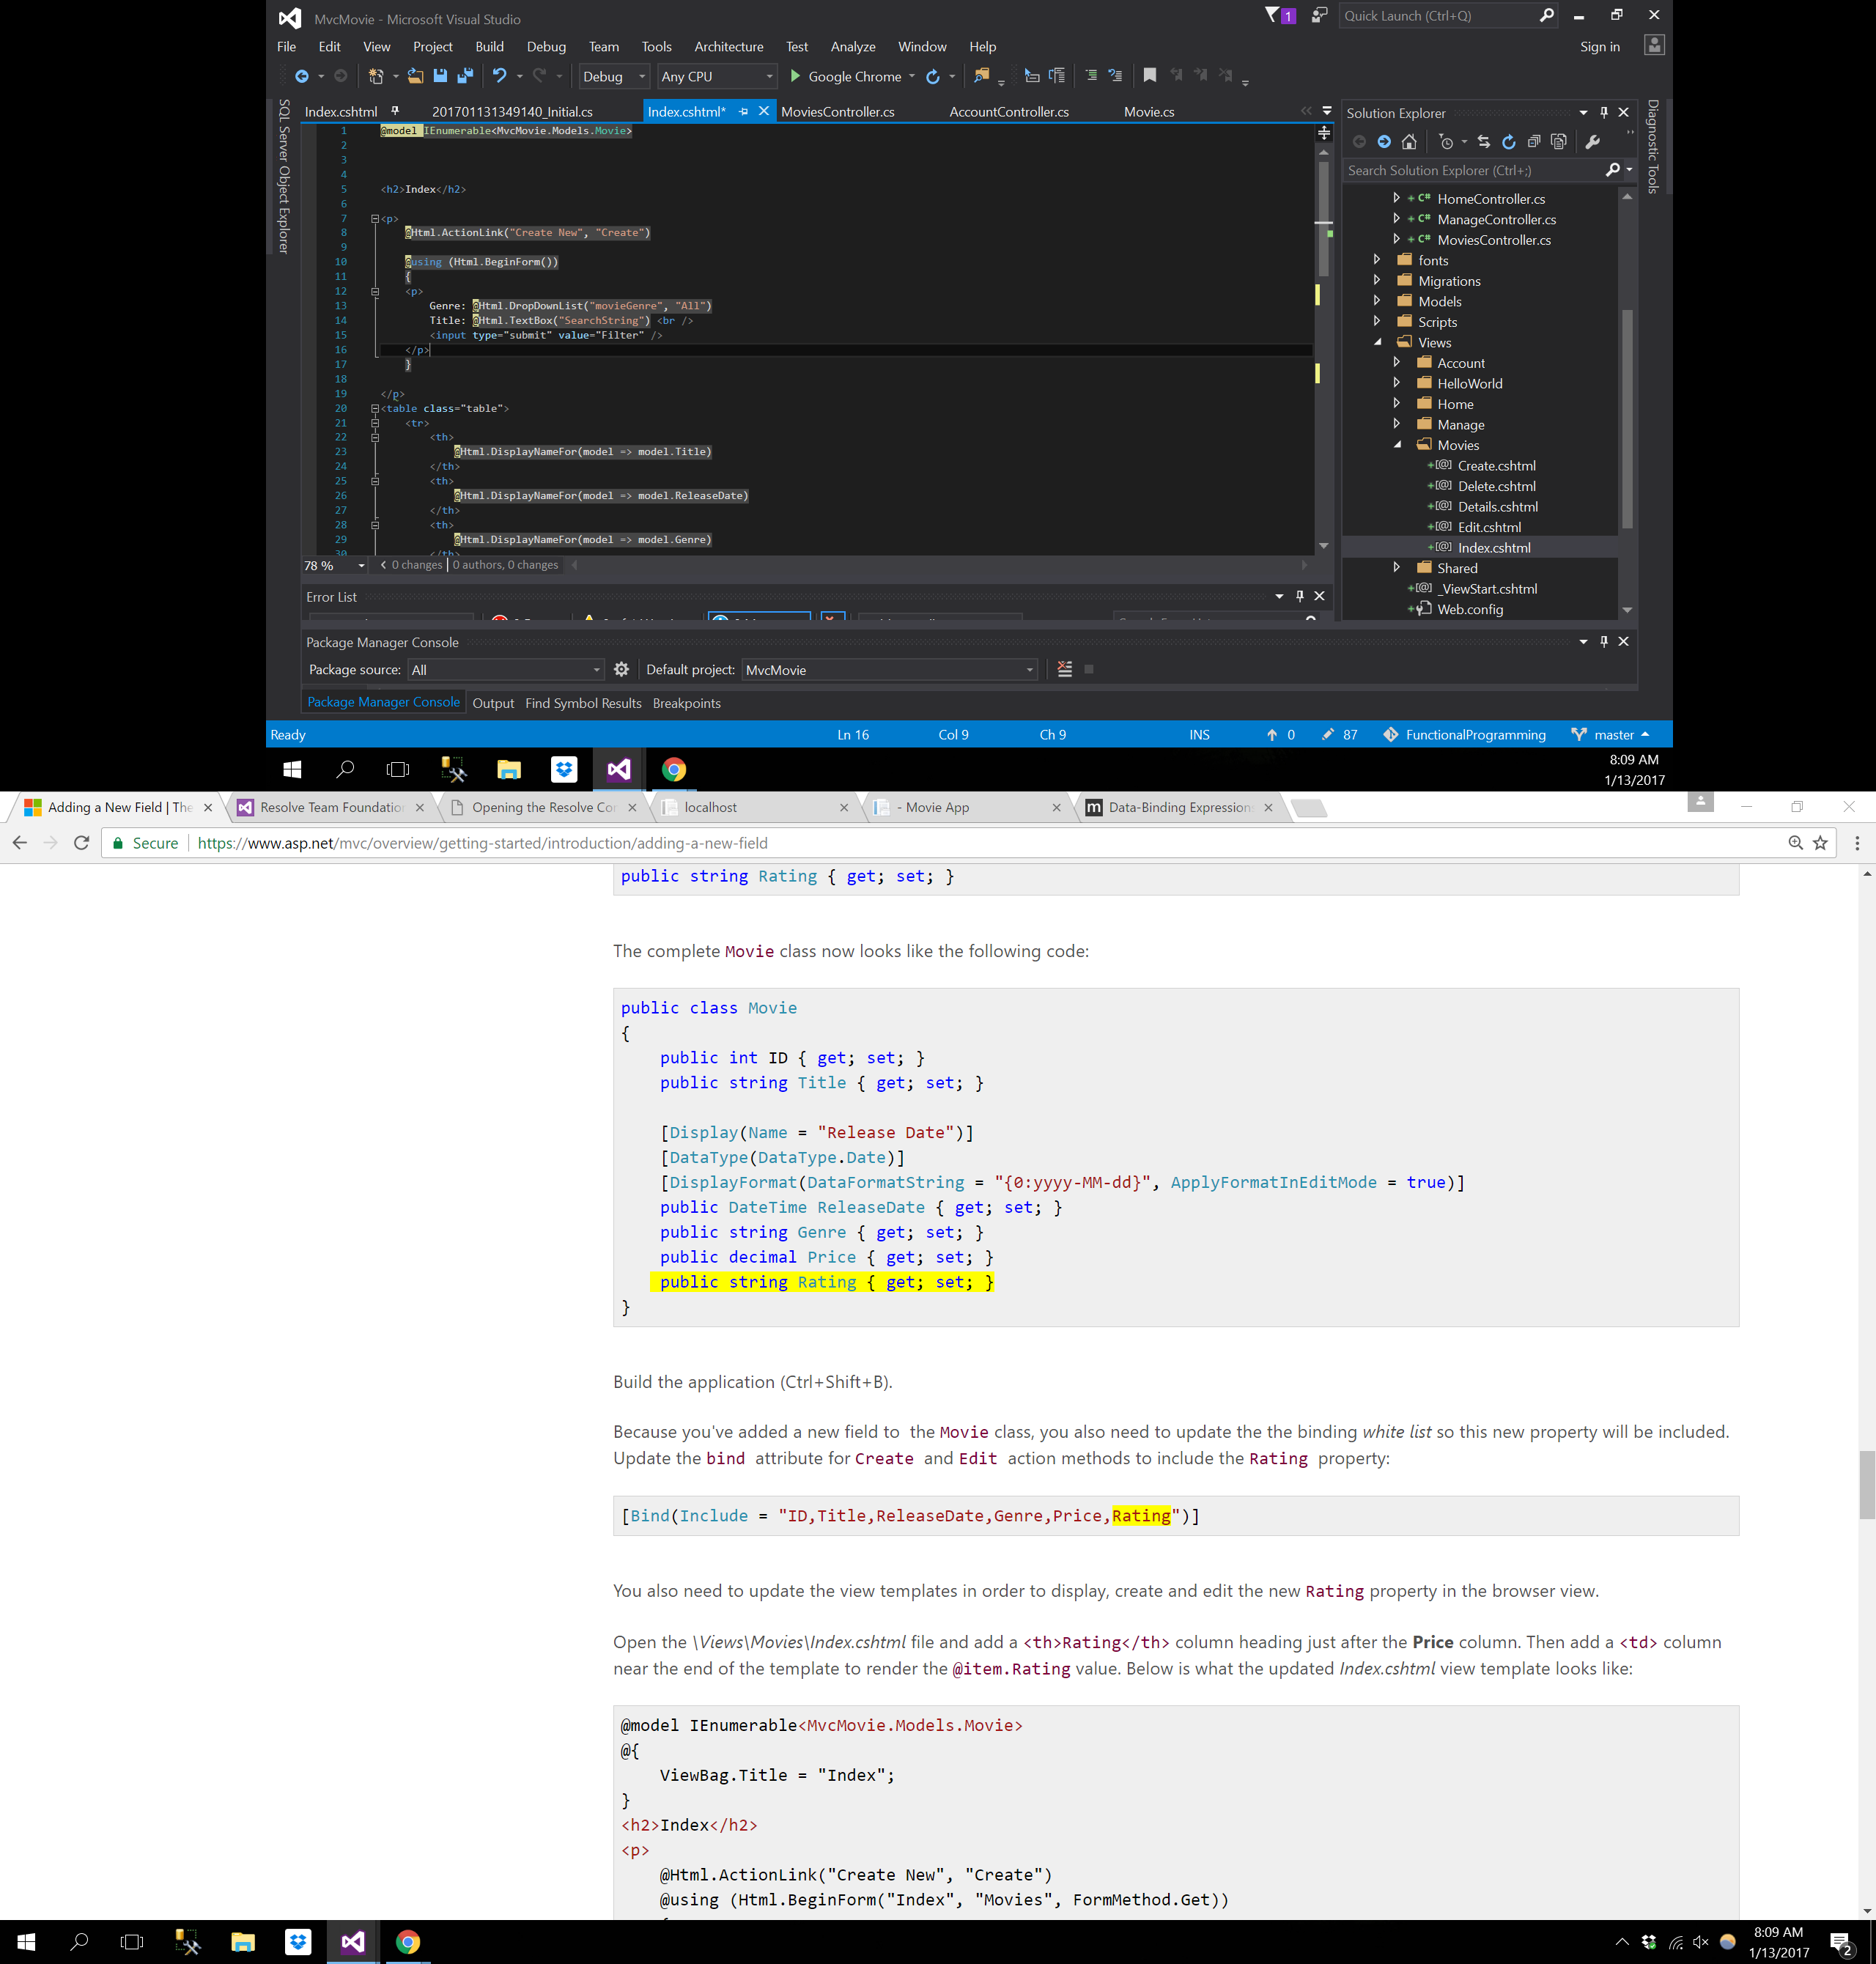 MvcMovie - Microsoft Visual Studio
1
Quick Launch (Ctrl+Q)
File Edit View Project Build Debug Team Tools Architecture Test Analyze Window Help
Sign in
Debug Any CPU Google Chrome
SQL Server Object Explorer
Index.cshtml 201701131349140_Initial.cs Index.cshtml* MoviesController.cs AccountController.cs Movie.cs
1 @model IEnumerable<MvcMovie.Models.Movie>
2
3
4
5 <h2>Index</h2>
6
7 <p>
8 @Html.ActionLink("Create New", "Create")
9
10 @using (Html.BeginForm())
11 {
12 <p>
13 Genre: @Html.DropDownList("movieGenre", "All")
14 Title: @Html.TextBox("SearchString") <br />
15 <input type="submit" value="Filter" />
16 </p>
17 }
18
19 </p>
20 <table class="table">
21 <tr>
22 <th>
23 @Html.DisplayNameFor(model => model.Title)
24 </th>
25 <th>
26 @Html.DisplayNameFor(model => model.ReleaseDate)
27 </th>
28 <th>
29 @Html.DisplayNameFor(model => model.Genre)
30 </th>
78 % 0 changes | 0 authors, 0 changes
Solution Explorer
Search Solution Explorer (Ctrl+;)
C# HomeController.cs
C# ManageController.cs
C# MoviesController.cs
fonts
Migrations
Models
Scripts
Views
Account
HelloWorld
Home
Manage
Movies
Create.cshtml
Delete.cshtml
Details.cshtml
Edit.cshtml
Index.cshtml
Shared
_ViewStart.cshtml
Web.config
Diagnostic Tools
Error List
Package Manager Console
Package source: All Default project: MvcMovie
Package Manager Console Output Find Symbol Results Breakpoints
Ready Ln 16 Col 9 Ch 9 INS 0 87 FunctionalProgramming master
8:09 AM
1/13/2017
Adding a New Field | The Resolve Team Foundation Opening the Resolve Co localhost - Movie App Data-Binding Expression
Secure https://www.asp.net/mvc/overview/getting-started/introduction/adding-a-new-field
public string Rating { get; set; }
The complete Movie class now looks like the following code:
public class Movie
{
public int ID { get; set; }
public string Title { get; set; }
[Display(Name = "Release Date")]
[DataType(DataType.Date)]
[DisplayFormat(DataFormatString = "{0:yyyy-MM-dd}", ApplyFormatInEditMode = true)]
public DateTime ReleaseDate { get; set; }
public string Genre { get; set; }
public decimal Price { get; set; }
public string Rating { get; set; }
}
Build the application (Ctrl+Shift+B).
Because you've added a new field to the Movie class, you also need to update the the binding white list so this new property will be included.
Update the bind attribute for Create and Edit action methods to include the Rating property:
[Bind(Include = "ID,Title,ReleaseDate,Genre,Price,Rating")]
You also need to update the view templates in order to display, create and edit the new Rating property in the browser view.
Open the \Views\Movies\Index.cshtml file and add a <th>Rating</th> column heading just after the Price column. Then add a <td> column
near the end of the template to render the @item.Rating value. Below is what the updated Index.cshtml view template looks like:
@model IEnumerable<MvcMovie.Models.Movie>
@{
ViewBag.Title = "Index";
}
<h2>Index</h2>
<p>
@Html.ActionLink("Create New", "Create")
@using (Html.BeginForm("Index", "Movies", FormMethod.Get))
8:09 AM
1/13/2017
2